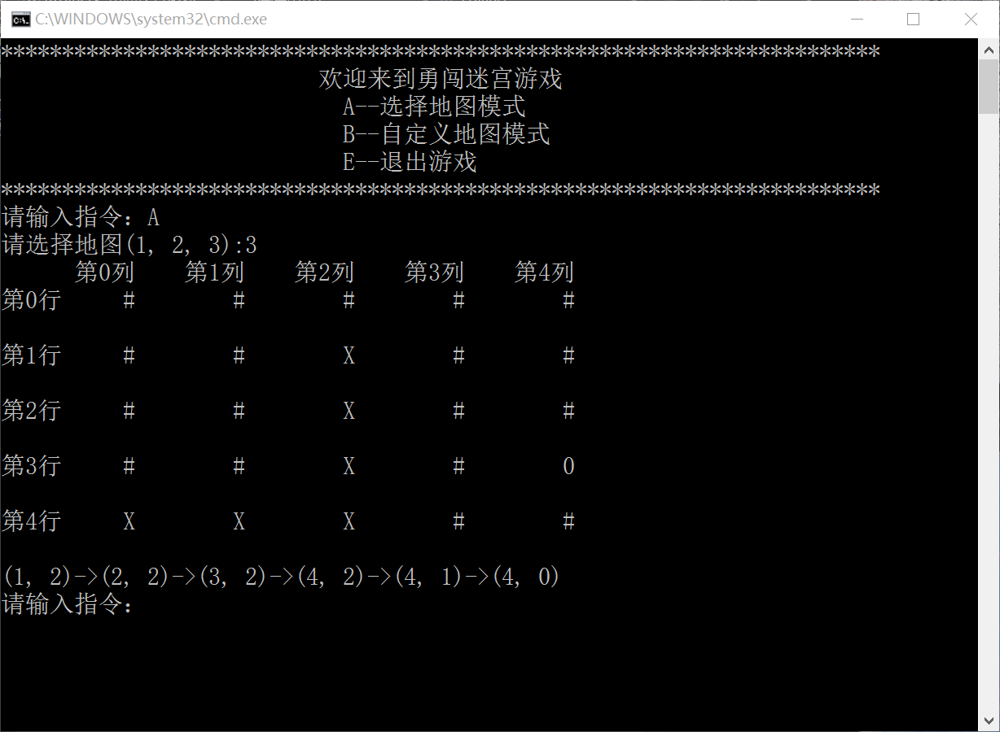 C:\WINDOWS\system32\cmd.exe
************************************************************************
欢迎来到勇闯迷宫游戏
A--选择地图模式
B--自定义地图模式
E--退出游戏
************************************************************************
请输入指令：A
请选择地图(1, 2, 3):3
第0列 第1列 第2列 第3列 第4列
第0行 # # # # #
第1行 # # X # #
第2行 # # X # #
第3行 # # X # 0
第4行 X X X # #
(1, 2)->(2, 2)->(3, 2)->(4, 2)->(4, 1)->(4, 0)
请输入指令：